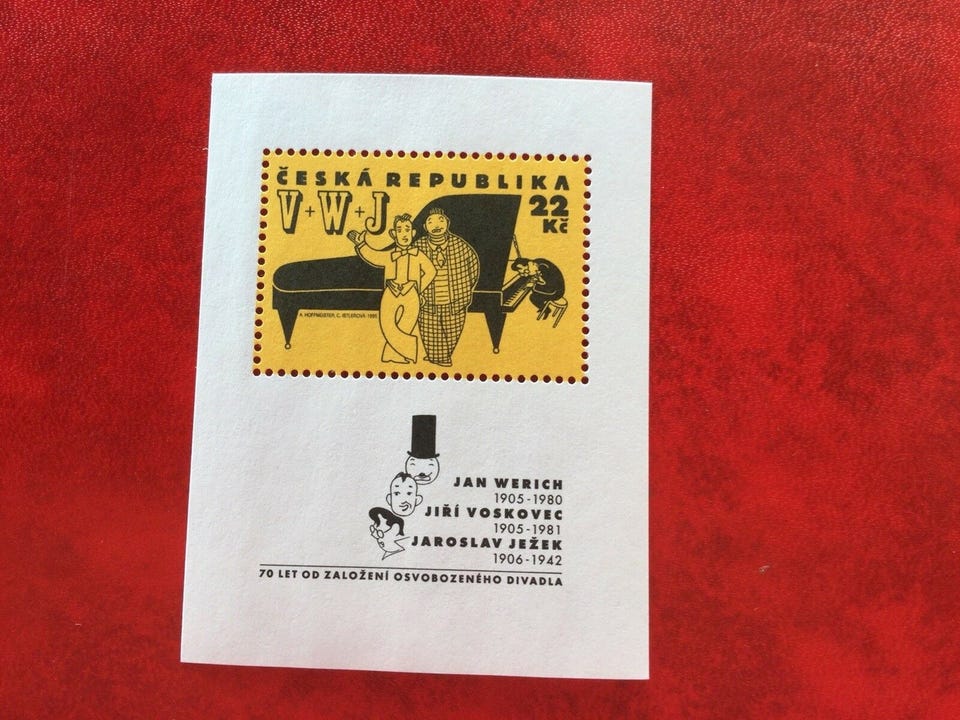 ČESKÁ REPUBLIKA
V+W+J
22
Kč
A. HOFFMEISTER, C. ISTLEROVÁ 1995
JAN WERICH
1905-1980
JIŘÍ VOSKOVEC
1905-1981
JAROSLAV JEŽEK
1906-1942
70 LET OD ZALOŽENÍ OSVOBOZENÉHO DIVADLA